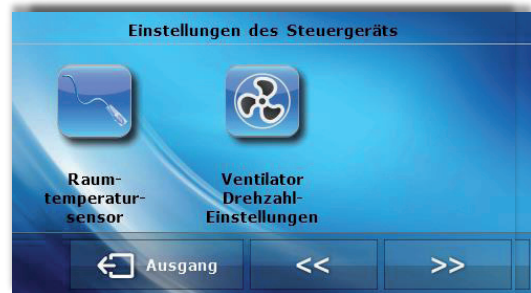 Einstellungen des Steuergeräts
Raum-
temperatur-
sensor
Ventilator
Drehzahl-
Einstellungen
Ausgang
<<
>>